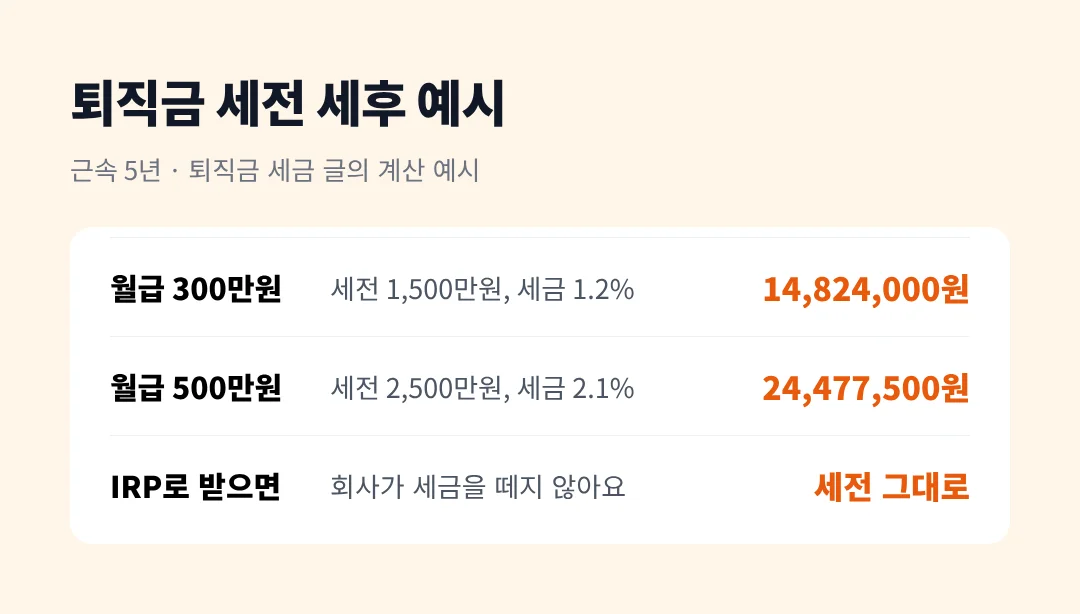 퇴직금 세전 세후 예시
근속 5년 · 퇴직금 세금 글의 계산 예시
월급 300만원 세전 1,500만원, 세금 1.2% 14,824,000원
월급 500만원 세전 2,500만원, 세금 2.1% 24,477,500원
IRP로 받으면 회사가 세금을 떼지 않아요 세전 그대로